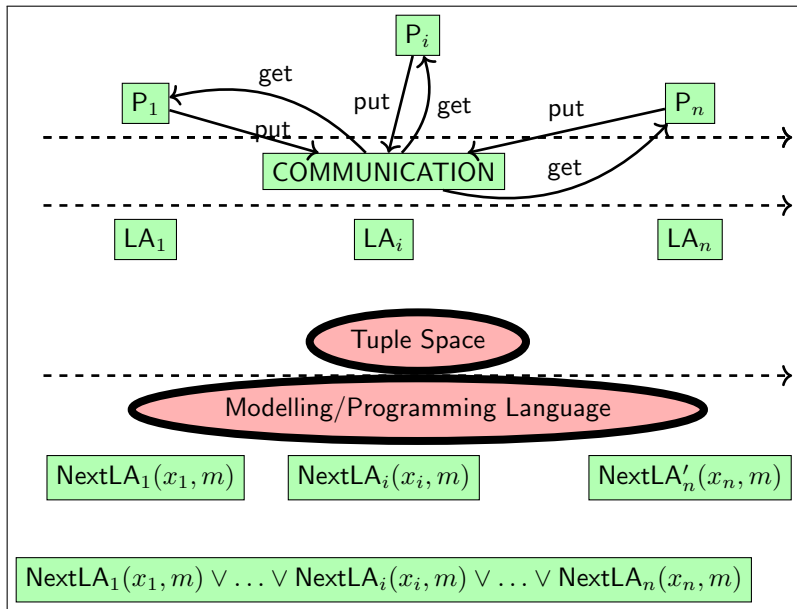 P_i
get
P_1
put
get
put
P_n
put
COMMUNICATION
get
LA_1 LA_i LA_n
Tuple Space
Modelling/Programming Language
NextLA_1(x_1, m) NextLA_i(x_i, m) NextLA′_n(x_n, m)
NextLA_1(x_1, m) ∨ … ∨ NextLA_i(x_i, m) ∨ … ∨ NextLA_n(x_n, m)